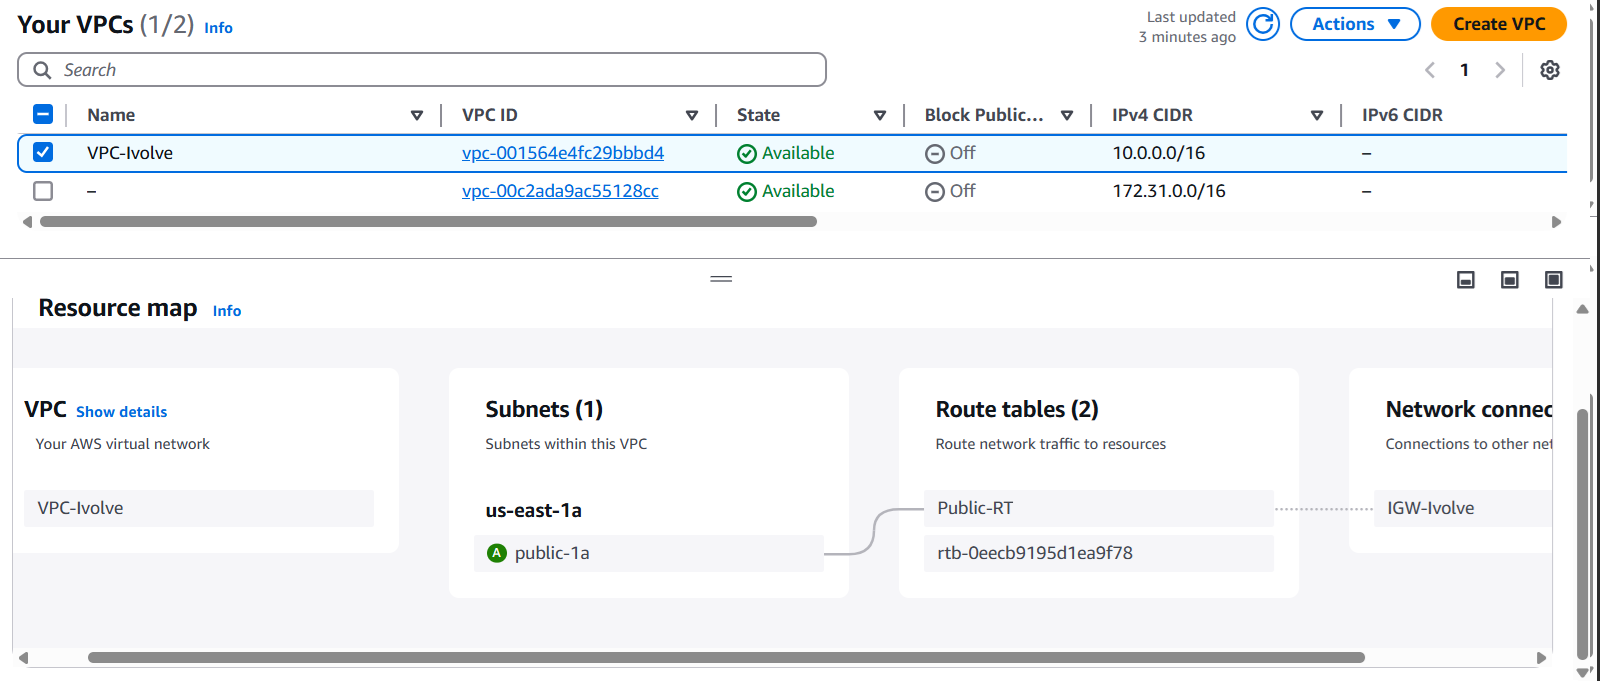 Your VPCs (1/2) Info
Last updated
3 minutes ago
Actions
Create VPC
Search
1
Name VPC ID State Block Public... IPv4 CIDR IPv6 CIDR
VPC-Ivolve vpc-001564e4fc29bbbd4 Available Off 10.0.0.0/16 –
– vpc-00c2ada9ac55128cc Available Off 172.31.0.0/16 –
Resource map Info
VPC Show details
Your AWS virtual network
VPC-Ivolve
Subnets (1)
Subnets within this VPC
us-east-1a
A public-1a
Route tables (2)
Route network traffic to resources
Public-RT
rtb-0eecb9195d1ea9f78
Network connec
Connections to other net
IGW-Ivolve